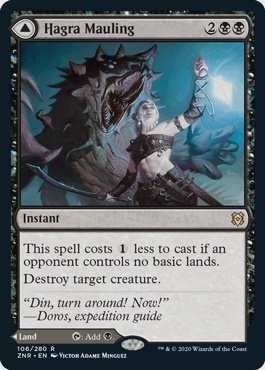 Hagra Mauling 2
Instant
This spell costs 1 less to cast if an
opponent controls no basic lands.
Destroy target creature.
“Din, turn around! Now!”
—Doros, expedition guide
Land : Add .
106/280 R
ZNR • EN Victor Adame Minguez
™ & © 2020 Wizards of the Coast